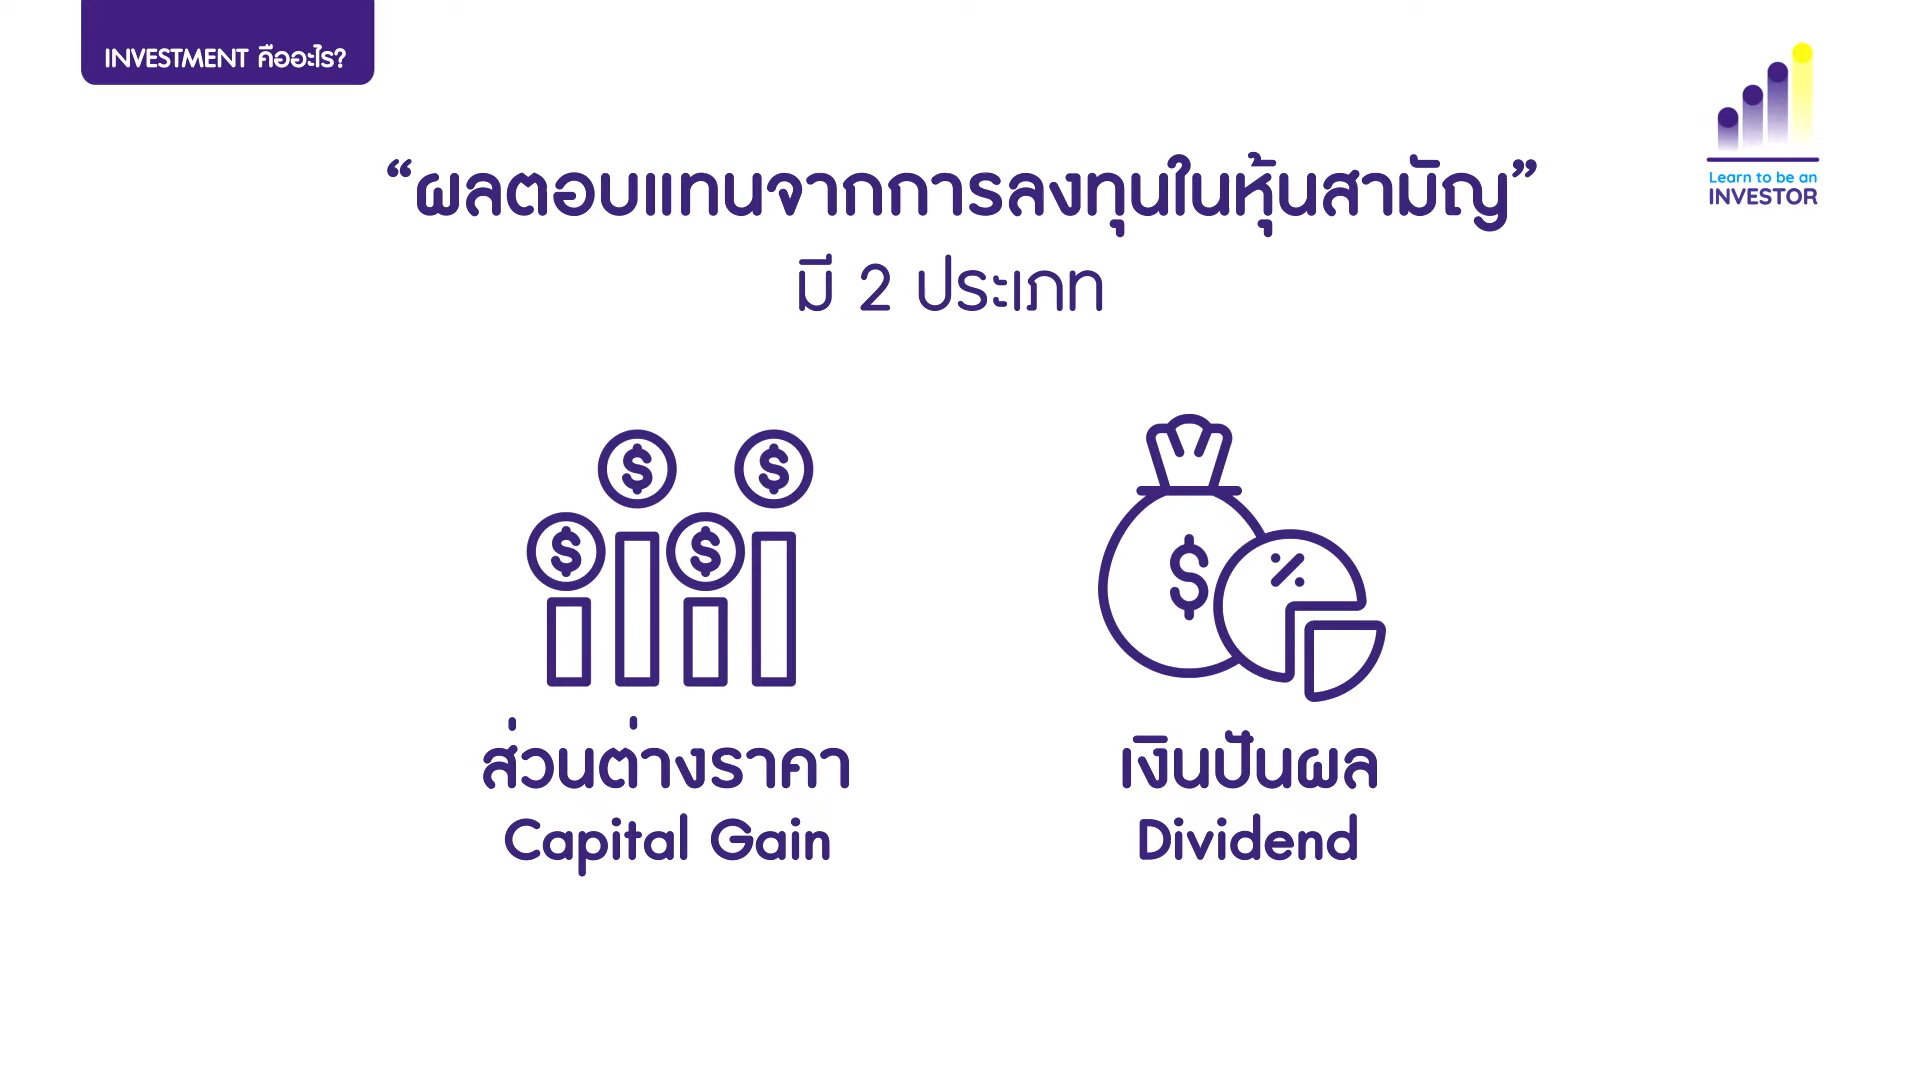 INVESTMENT คืออะไร?
Learn to be an
INVESTOR
“ผลตอบแทนจากการลงทุนในหุ้นสามัญ”
มี 2 ประเภท
$ $
$ $
$ %
ส่วนต่างราคา
Capital Gain
เงินปันผล
Dividend